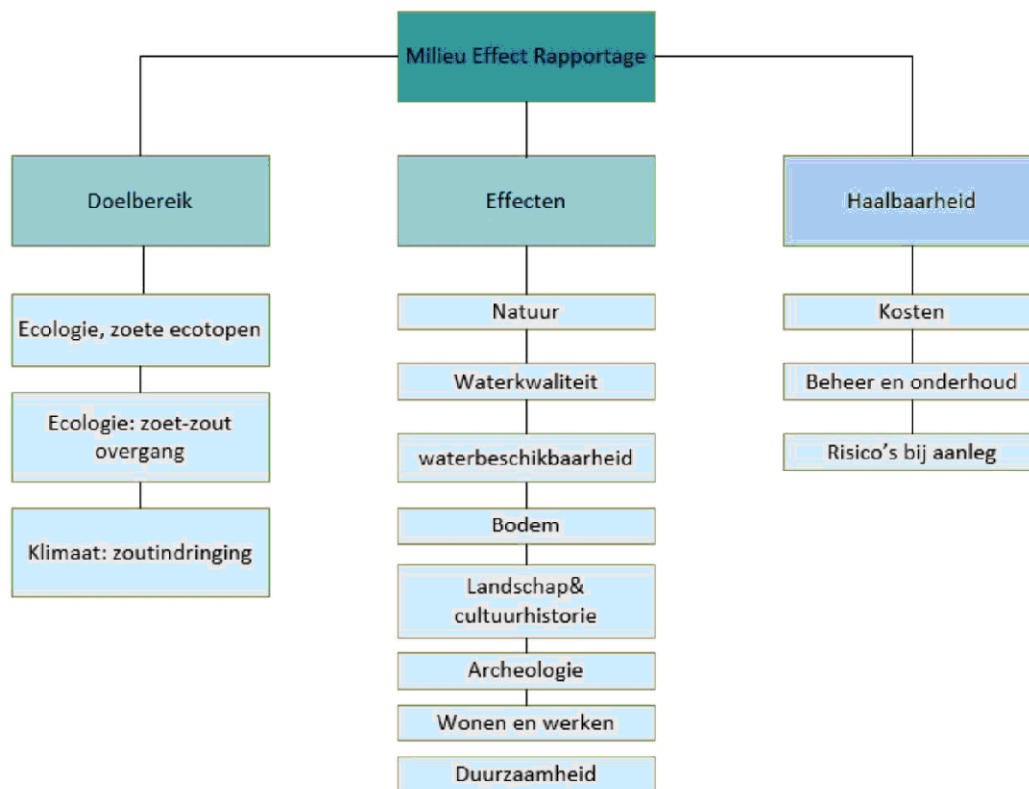 Milieu Effect Rapportage
Doelbereik
Effecten
Haalbaarheid
Ecologie, zoete ecotopen
Ecologie: zoet-zout
overgang
Klimaat: zoutindringing
Natuur
Waterkwaliteit
waterbeschikbaarheid
Bodem
Landschap&
cultuurhistorie
Archeologie
Wonen en werken
Duurzaamheid
Kosten
Beheer en onderhoud
Risico's bij aanleg